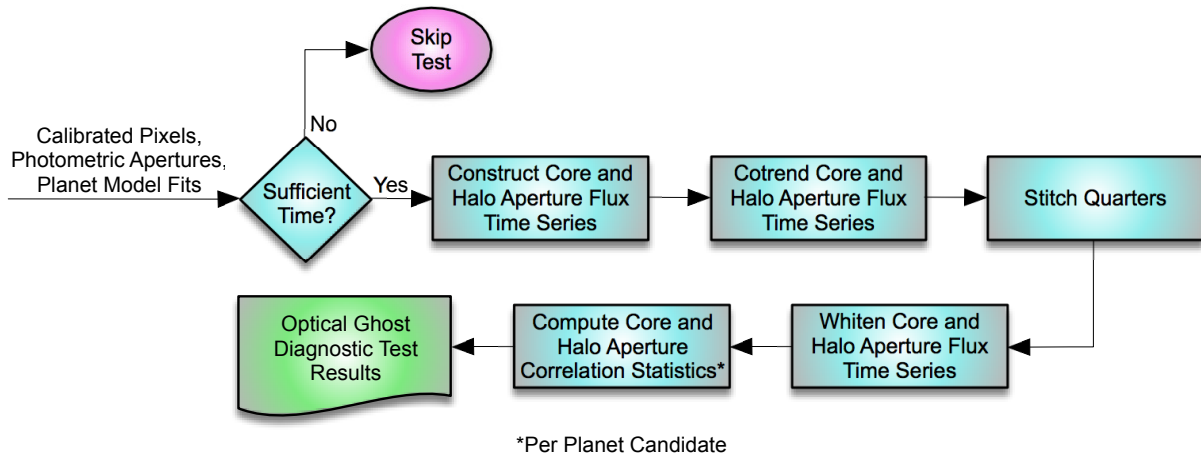 Skip
Test
No
Calibrated Pixels,
Photometric Apertures,
Planet Model Fits
Sufficient
Time?
Yes
Construct Core and
Halo Aperture Flux
Time Series
Cotrend Core and
Halo Aperture Flux
Time Series
Stitch Quarters
Whiten Core and
Halo Aperture Flux
Time Series
Compute Core and
Halo Aperture
Correlation Statistics*
Optical Ghost
Diagnostic Test
Results
*Per Planet Candidate